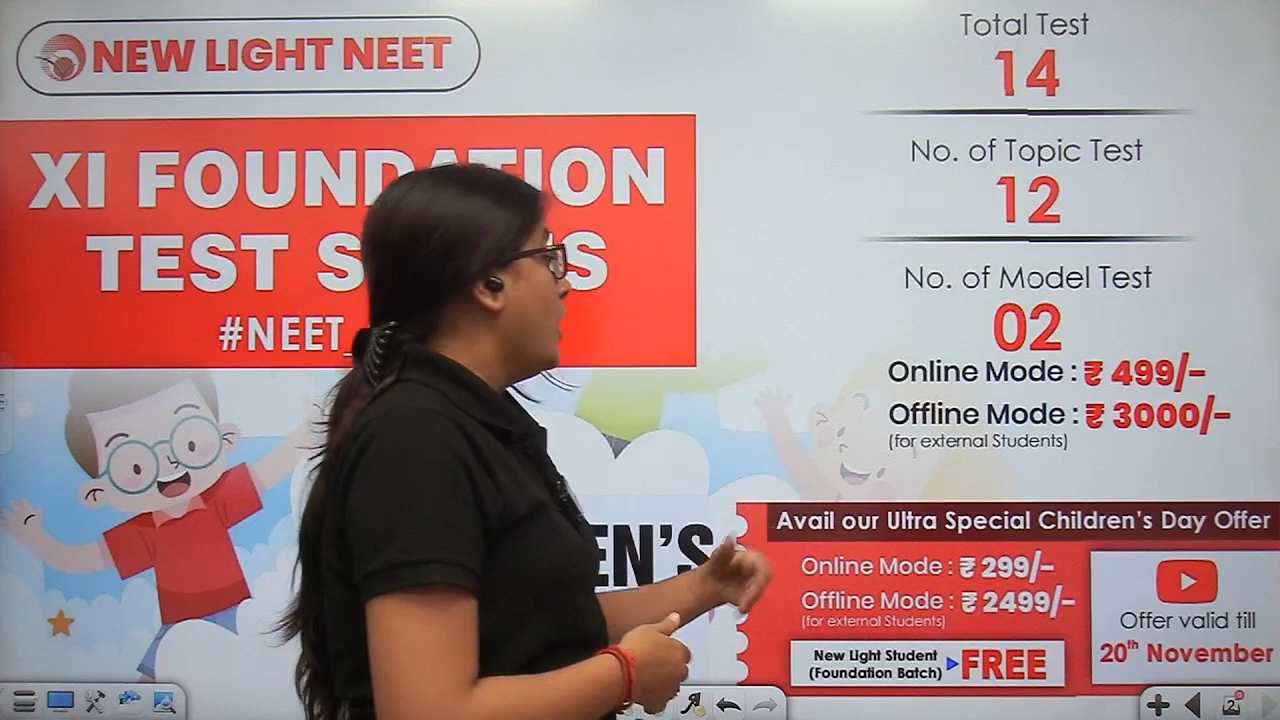 NEW LIGHT NEET
XI FOUNDATION
TEST S S
#NEET_
Total Test
14
No. of Topic Test
12
No. of Model Test
02
Online Mode : ₹ 499/-
Offline Mode : ₹ 3000/-
(for external Students)
EN'S
Avail our Ultra Special Children's Day Offer
Online Mode : ₹ 299/-
Offline Mode : ₹ 2499/-
(for external Students)
New Light Student
(Foundation Batch)
FREE
Offer valid till
20th November
2